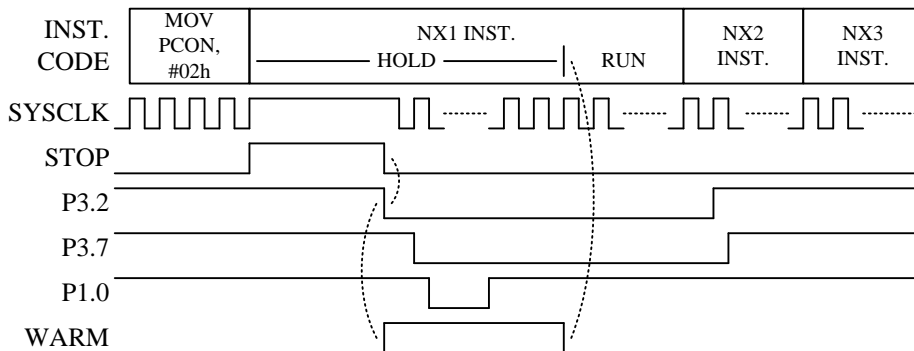 INST. CODE
MOV PCON, #02h
NX1 INST.
HOLD
RUN
NX2 INST.
NX3 INST.
SYSCLK
STOP
P3.2
P3.7
P1.0
WARM